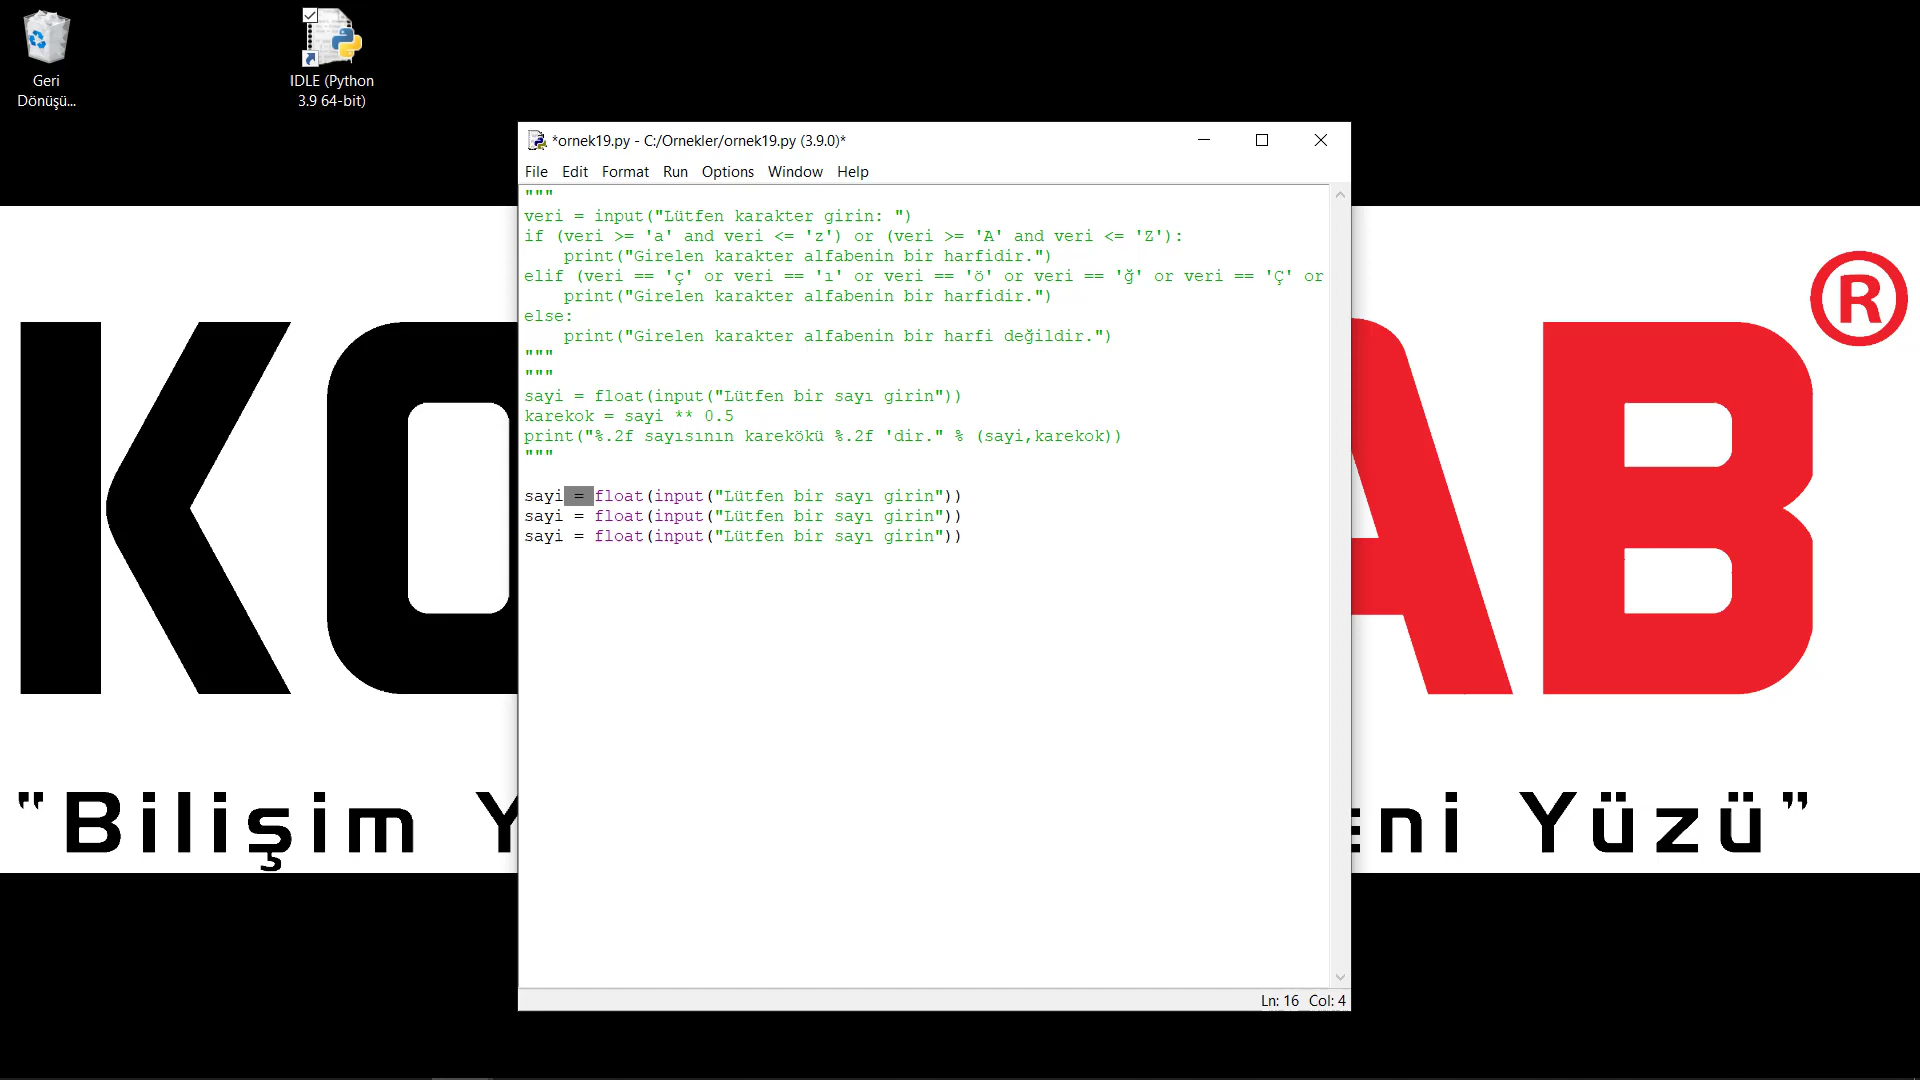 Geri
Dönüşü...
IDLE (Python
3.9 64-bit)
*ornek19.py - C:/Ornekler/ornek19.py (3.9.0)*
File Edit Format Run Options Window Help
"""
veri = input("Lütfen karakter girin: ")
if (veri >= 'a' and veri <= 'z') or (veri >= 'A' and veri <= 'Z'):
    print("Girelen karakter alfabenin bir harfidir.")
elif (veri == 'ç' or veri == 'ı' or veri == 'ö' or veri == 'ğ' or veri == 'Ç' or
    print("Girelen karakter alfabenin bir harfidir.")
else:
    print("Girelen karakter alfabenin bir harfi değildir.")
"""
"""
sayi = float(input("Lütfen bir sayı girin"))
karekok = sayi ** 0.5
print("%.2f sayısının karekökü %.2f 'dir." % (sayi,karekok))
"""
sayi = float(input("Lütfen bir sayı girin"))
sayi = float(input("Lütfen bir sayı girin"))
sayi = float(input("Lütfen bir sayı girin"))
Ln: 16 Col: 4
AB®
"Bilişim eni Yüzü"